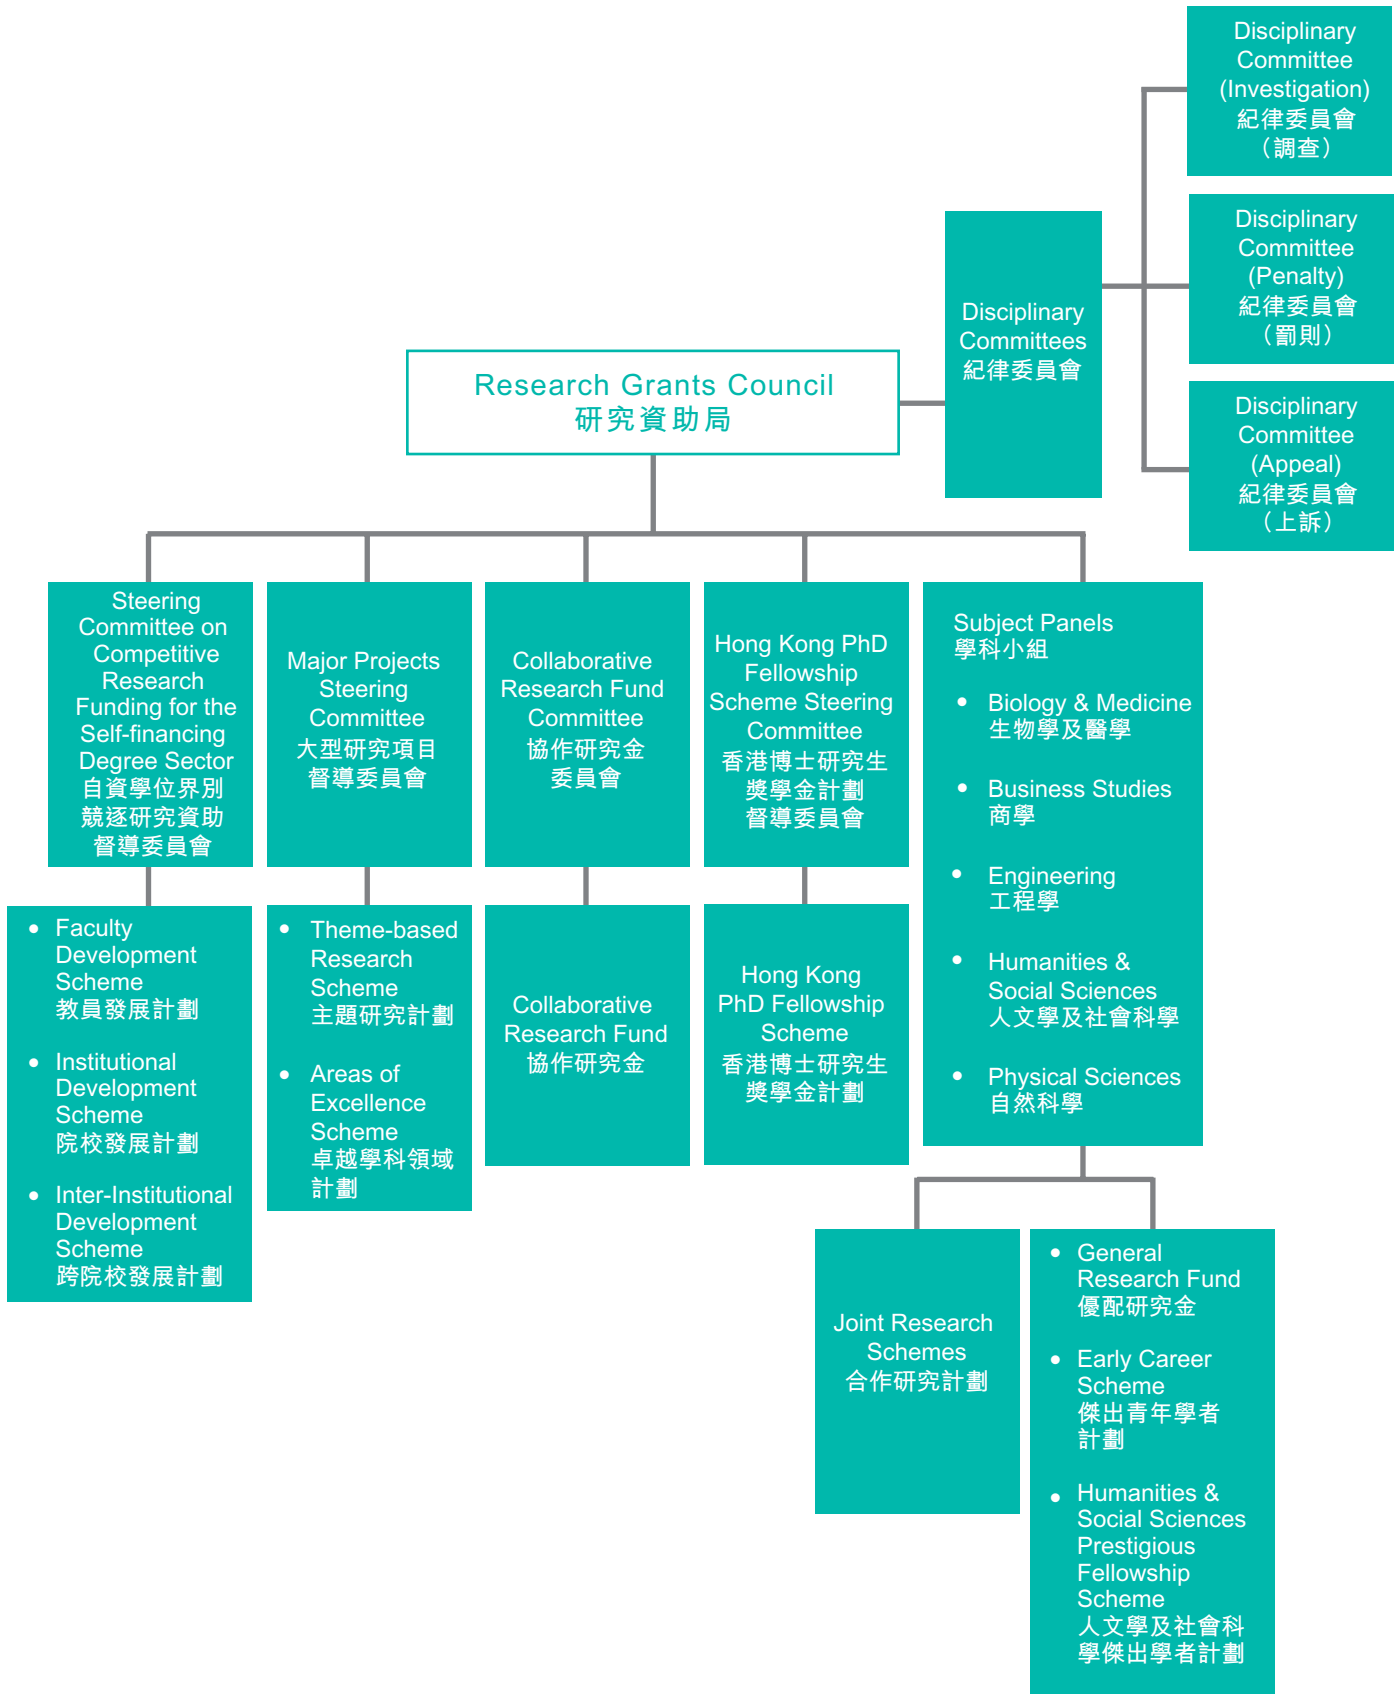 Disciplinary
Committee
(Investigation)
紀律委員會
（調查）
Disciplinary
Committee
(Penalty)
紀律委員會
（罰則）
Disciplinary
Committee
(Appeal)
紀律委員會
（上訴）
Disciplinary
Committees
紀律委員會
Research Grants Council
研究資助局
Steering
Committee on
Competitive
Research
Funding for the
Self-financing
Degree Sector
自資學位界別
競逐研究資助
督導委員會
Major Projects
Steering
Committee
大型研究項目
督導委員會
Collaborative
Research Fund
Committee
協作研究金
委員會
Hong Kong PhD
Fellowship
Scheme Steering
Committee
香港博士研究生
獎學金計劃
督導委員會
Subject Panels
學科小組
• Biology & Medicine
生物學及醫學
• Business Studies
商學
• Engineering
工程學
• Humanities &
Social Sciences
人文學及社會科學
• Physical Sciences
自然科學
• Faculty
Development
Scheme
教員發展計劃
• Institutional
Development
Scheme
院校發展計劃
• Inter-Institutional
Development
Scheme
跨院校發展計劃
• Theme-based
Research
Scheme
主題研究計劃
• Areas of
Excellence
Scheme
卓越學科領域
計劃
Collaborative
Research Fund
協作研究金
Hong Kong
PhD Fellowship
Scheme
香港博士研究生
獎學金計劃
Joint Research
Schemes
合作研究計劃
• General
Research Fund
優配研究金
• Early Career
Scheme
傑出青年學者
計劃
• Humanities &
Social Sciences
Prestigious
Fellowship
Scheme
人文學及社會科
學傑出學者計劃